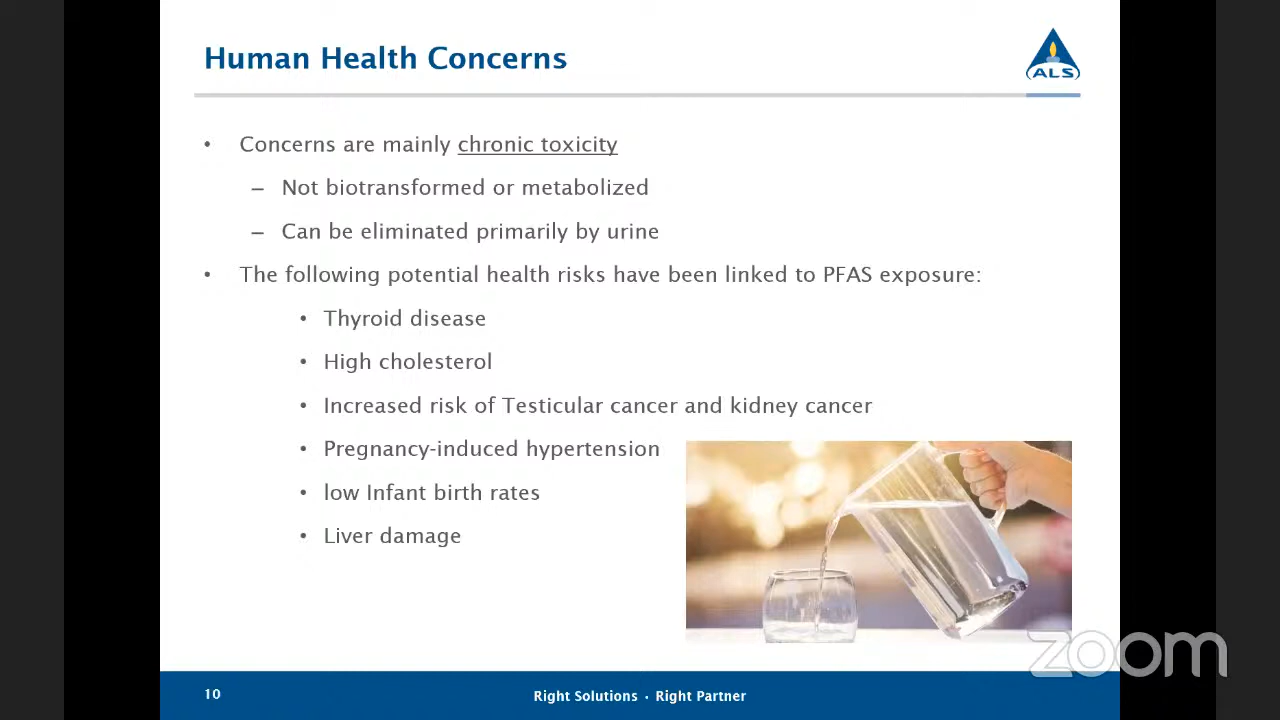 Human Health Concerns
ALS
• Concerns are mainly chronic toxicity
– Not biotransformed or metabolized
– Can be eliminated primarily by urine
• The following potential health risks have been linked to PFAS exposure:
• Thyroid disease
• High cholesterol
• Increased risk of Testicular cancer and kidney cancer
• Pregnancy-induced hypertension
• low Infant birth rates
• Liver damage
zoom
10
Right Solutions · Right Partner